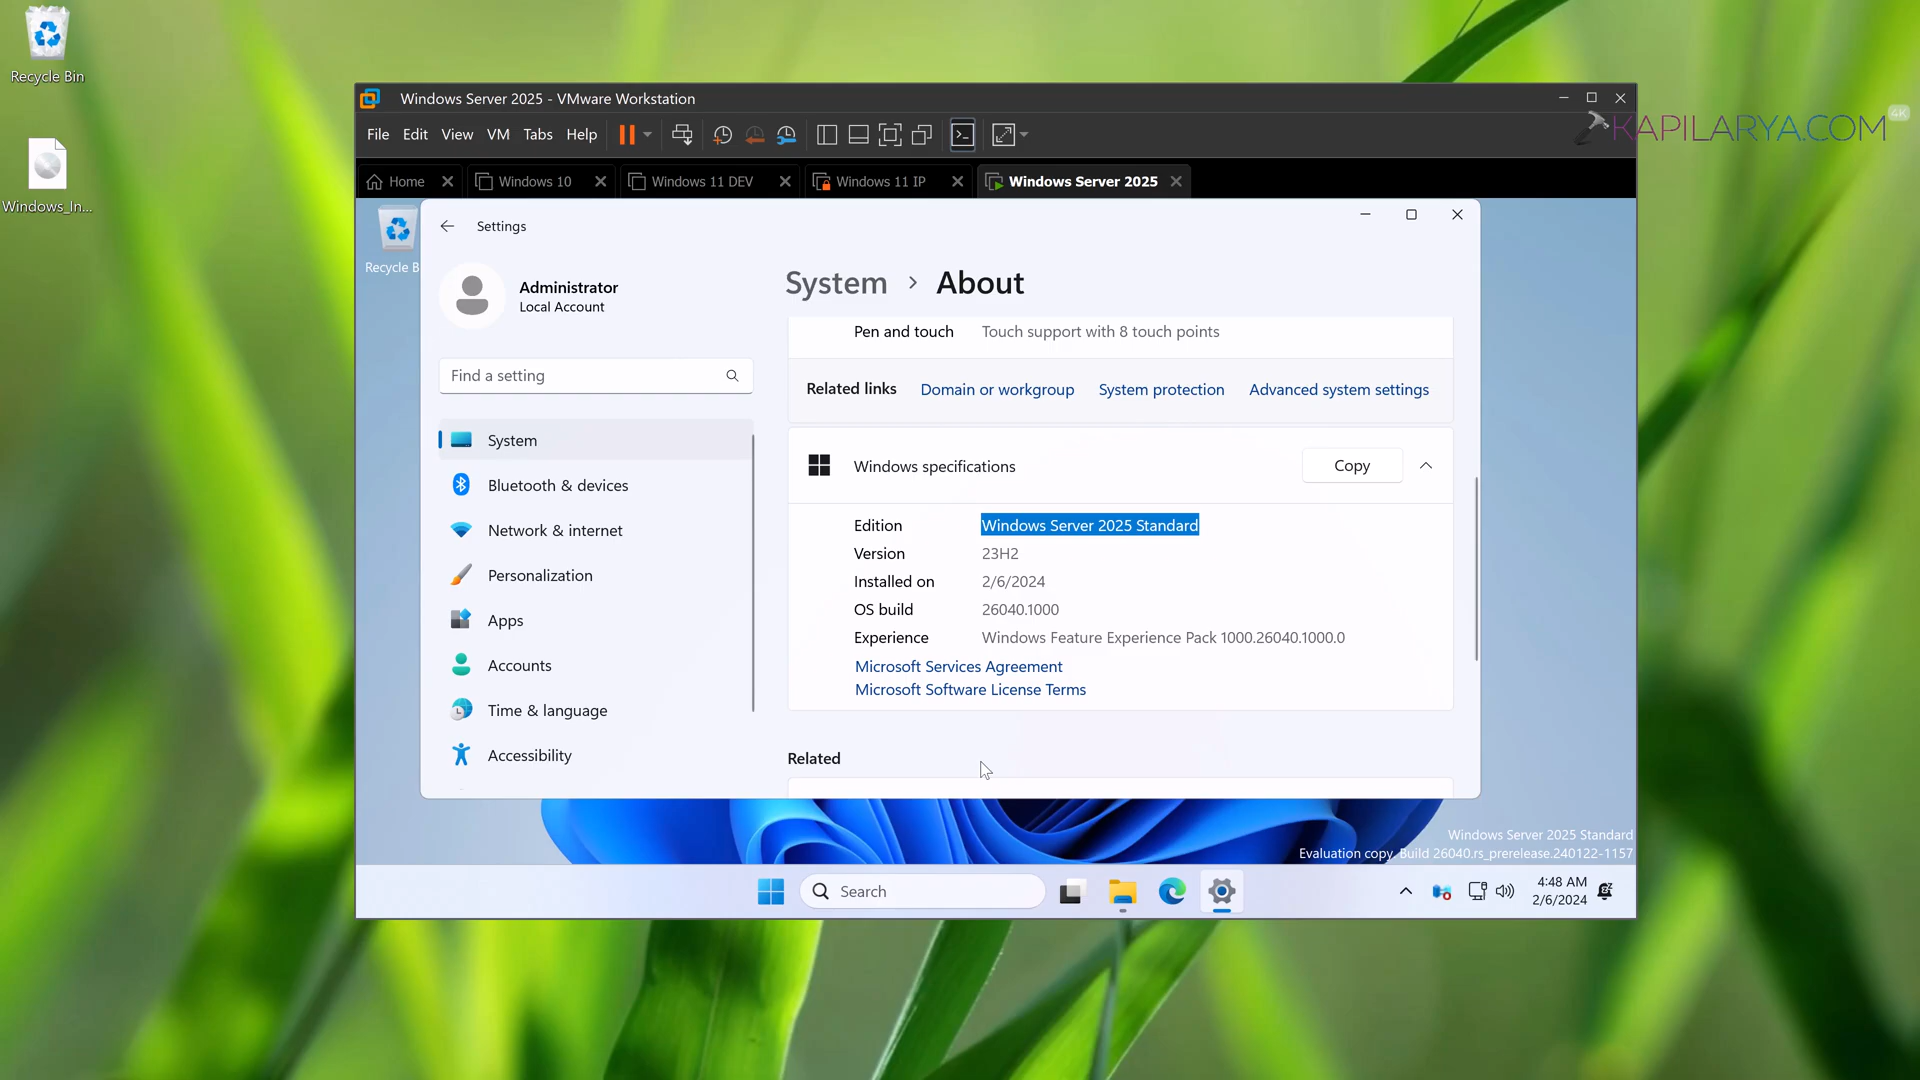 Recycle Bin
Windows_In...
Windows Server 2025 - VMware Workstation
File Edit View VM Tabs Help
KAPILARYA.COM
4K
Home
Windows 10
Windows 11 DEV
Windows 11 IP
Windows Server 2025
Recycle B
Settings
Administrator
Local Account
Find a setting
System
Bluetooth & devices
Network & internet
Personalization
Apps
Accounts
Time & language
Accessibility
System > About
Pen and touch Touch support with 8 touch points
Related links Domain or workgroup System protection Advanced system settings
Windows specifications Copy
Edition Windows Server 2025 Standard
Version 23H2
Installed on 2/6/2024
OS build 26040.1000
Experience Windows Feature Experience Pack 1000.26040.1000.0
Microsoft Services Agreement
Microsoft Software License Terms
Related
Windows Server 2025 Standard
Evaluation copy. Build 26040.rs_prerelease.240122-1157
Search
4:48 AM
2/6/2024